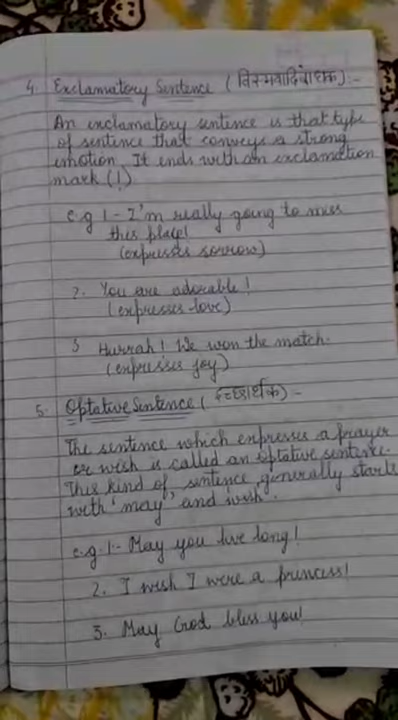 4. Exclamatory Sentence (विस्मयादिबोधक) :-
An exclamatory sentence is that type
of sentence that conveys a strong
emotion. It ends with an exclamation
mark (!)
e.g 1- I'm really going to miss
this place!
(expresses sorrow)
2. You are adorable!
(expresses love)
3 Hurrah! We won the match.
(expresses joy)
5. Optative Sentence (इच्छार्थक) -
The sentence which expresses a prayer
or wish is called an optative sentence.
This kind of sentence generally starts
with 'may' and wish.
e.g. 1- May you live long!
2. I wish I were a princess!
3. May God bless you!